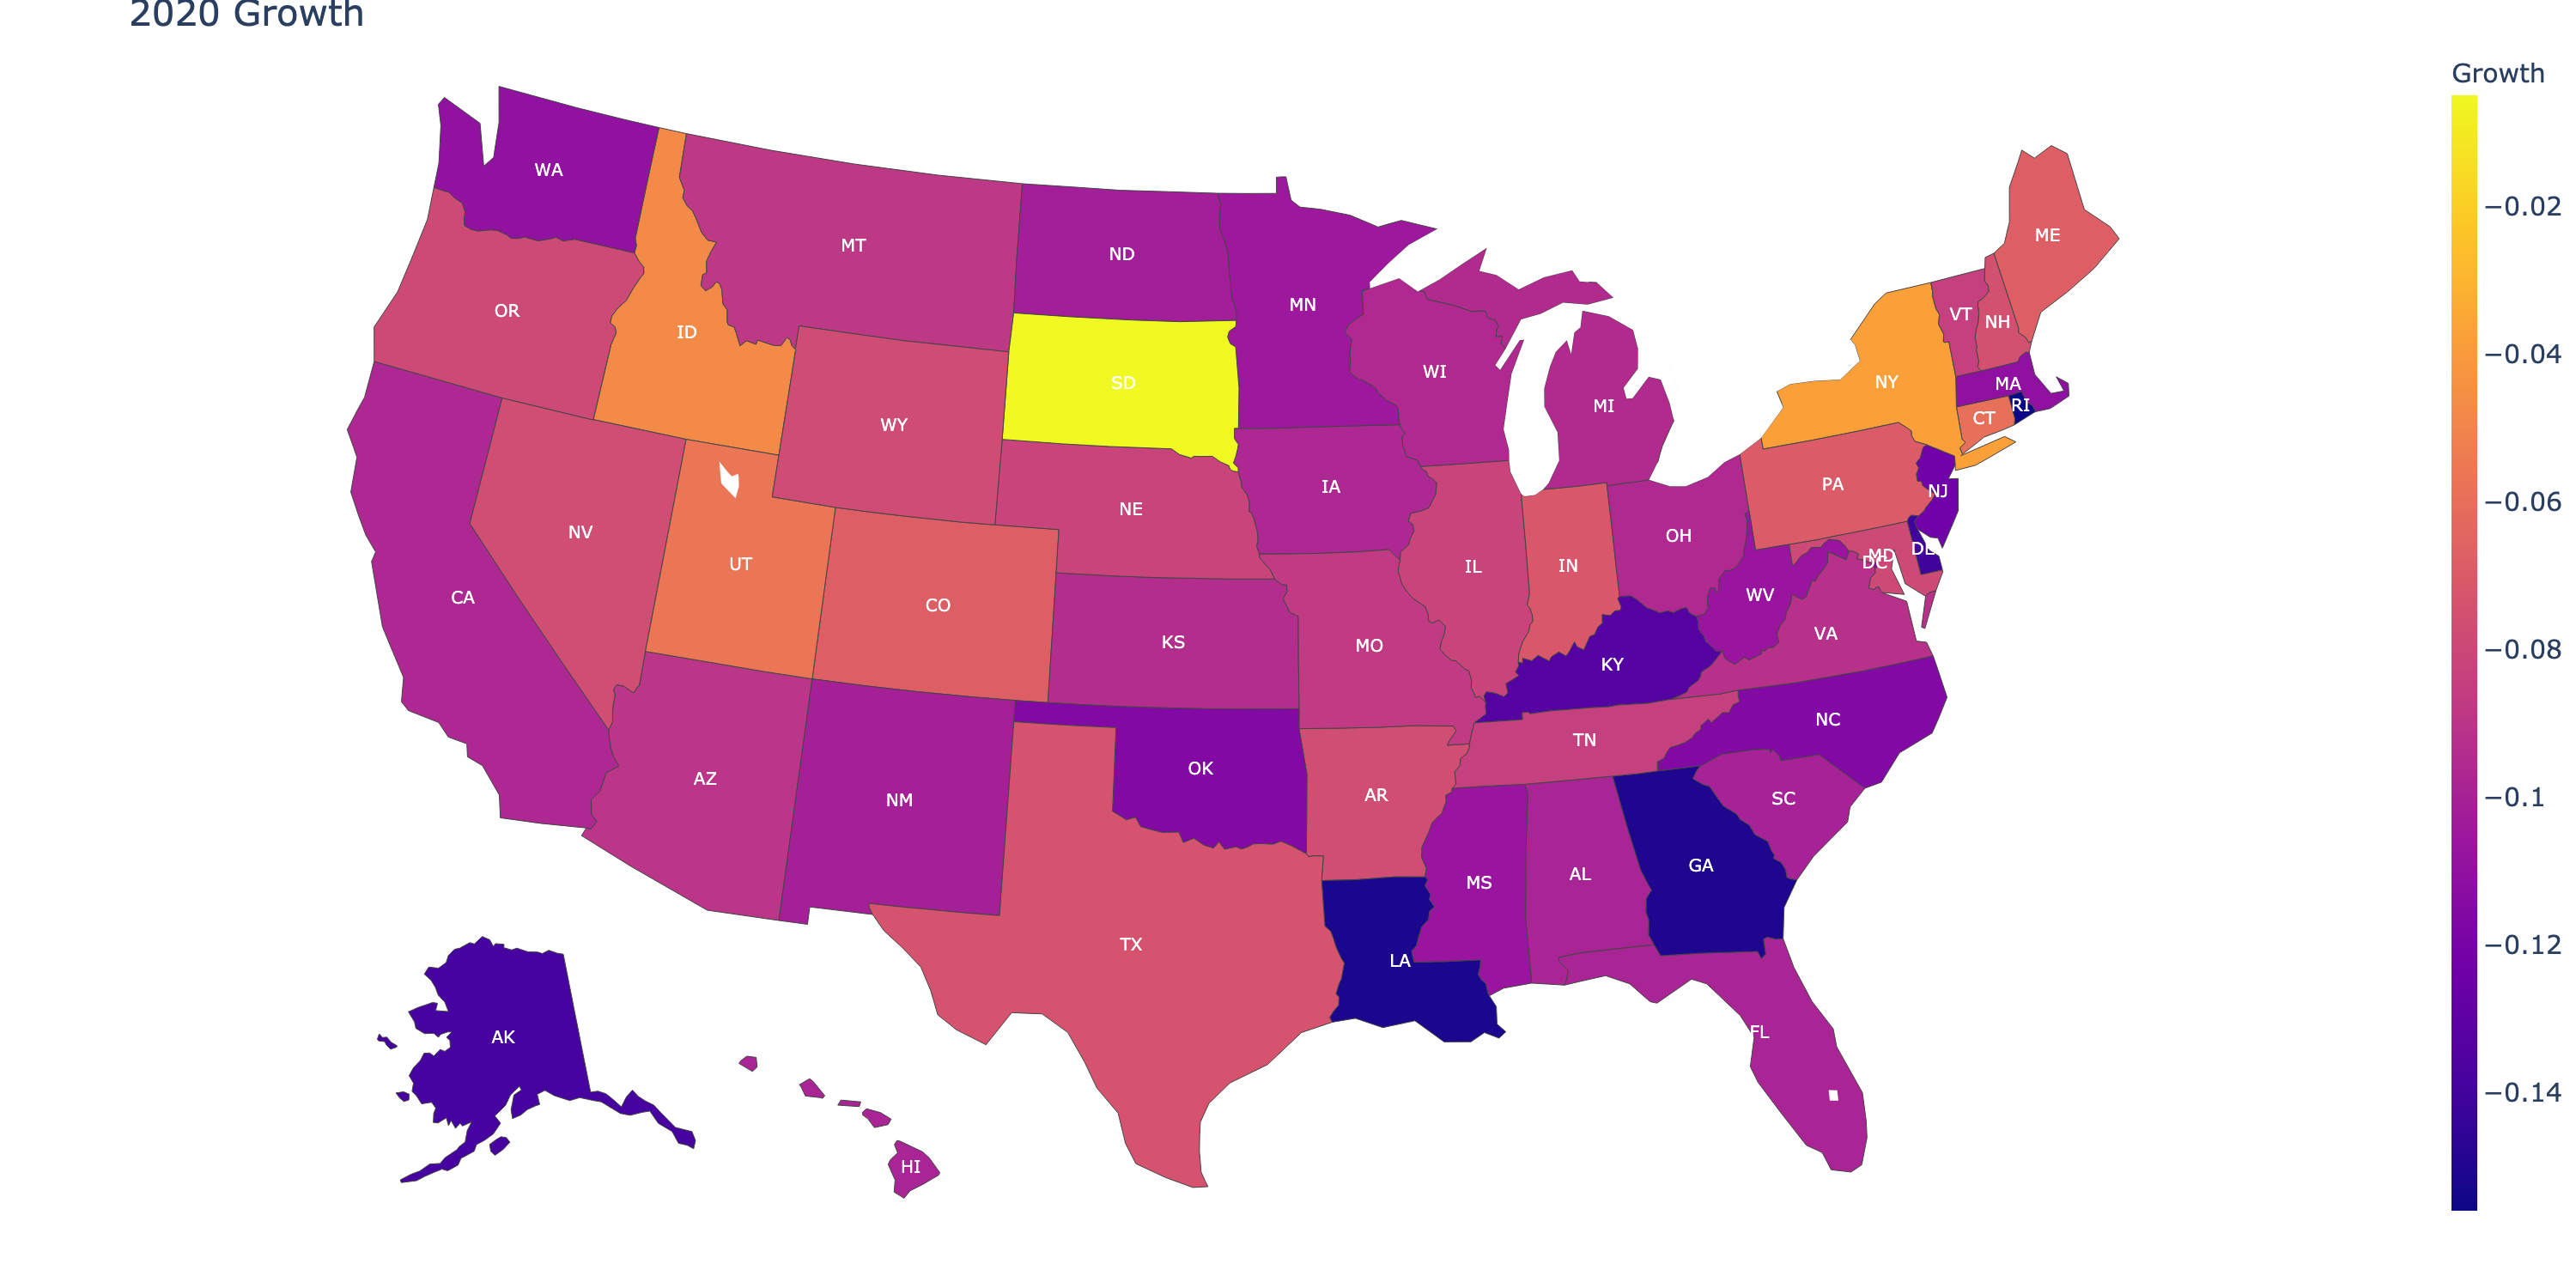 2020 Growth
Growth
WA
MT
ND
MN
ME
OR
ID
SD
WI
MI
VT
NH
NY
MA
RI
CT
WY
NE
IA
PA
NJ
NV
UT
CO
CA
KS
MO
IL
IN
OH
WV
MD
DC
DE
VA
KY
NC
TN
AZ
NM
OK
AR
SC
TX
LA
MS
AL
GA
FL
AK
HI
−0.02
−0.04
−0.06
−0.08
−0.1
−0.12
−0.14